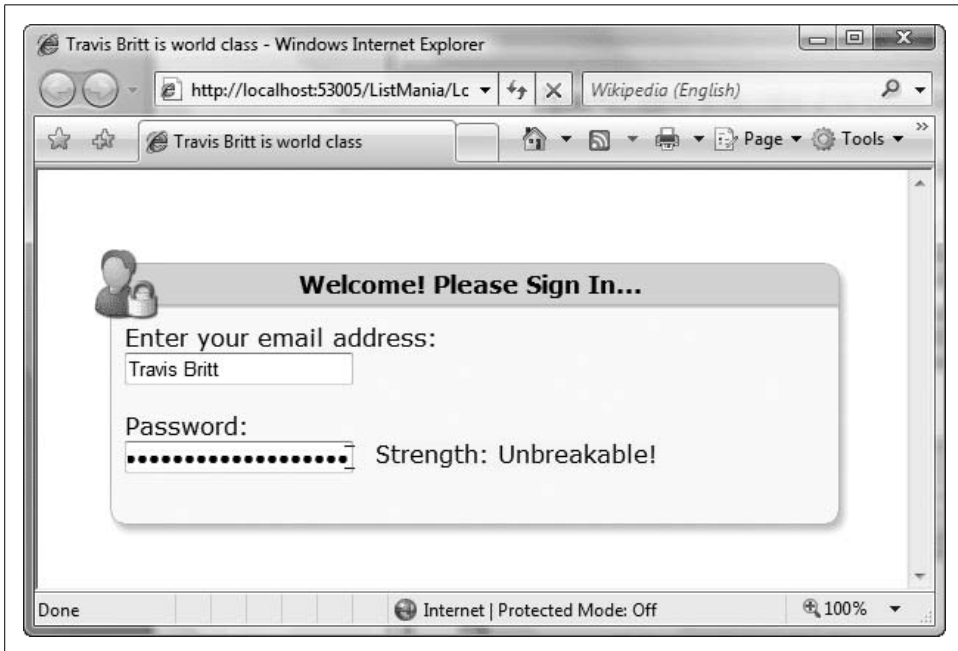 Travis Britt is world class - Windows Internet Explorer
http://localhost:53005/ListMania/Lc
Wikipedia (English)
Travis Britt is world class
Page
Tools
Welcome! Please Sign In...
Enter your email address:
Travis Britt
Password:
Strength: Unbreakable!
Done
Internet | Protected Mode: Off
100%